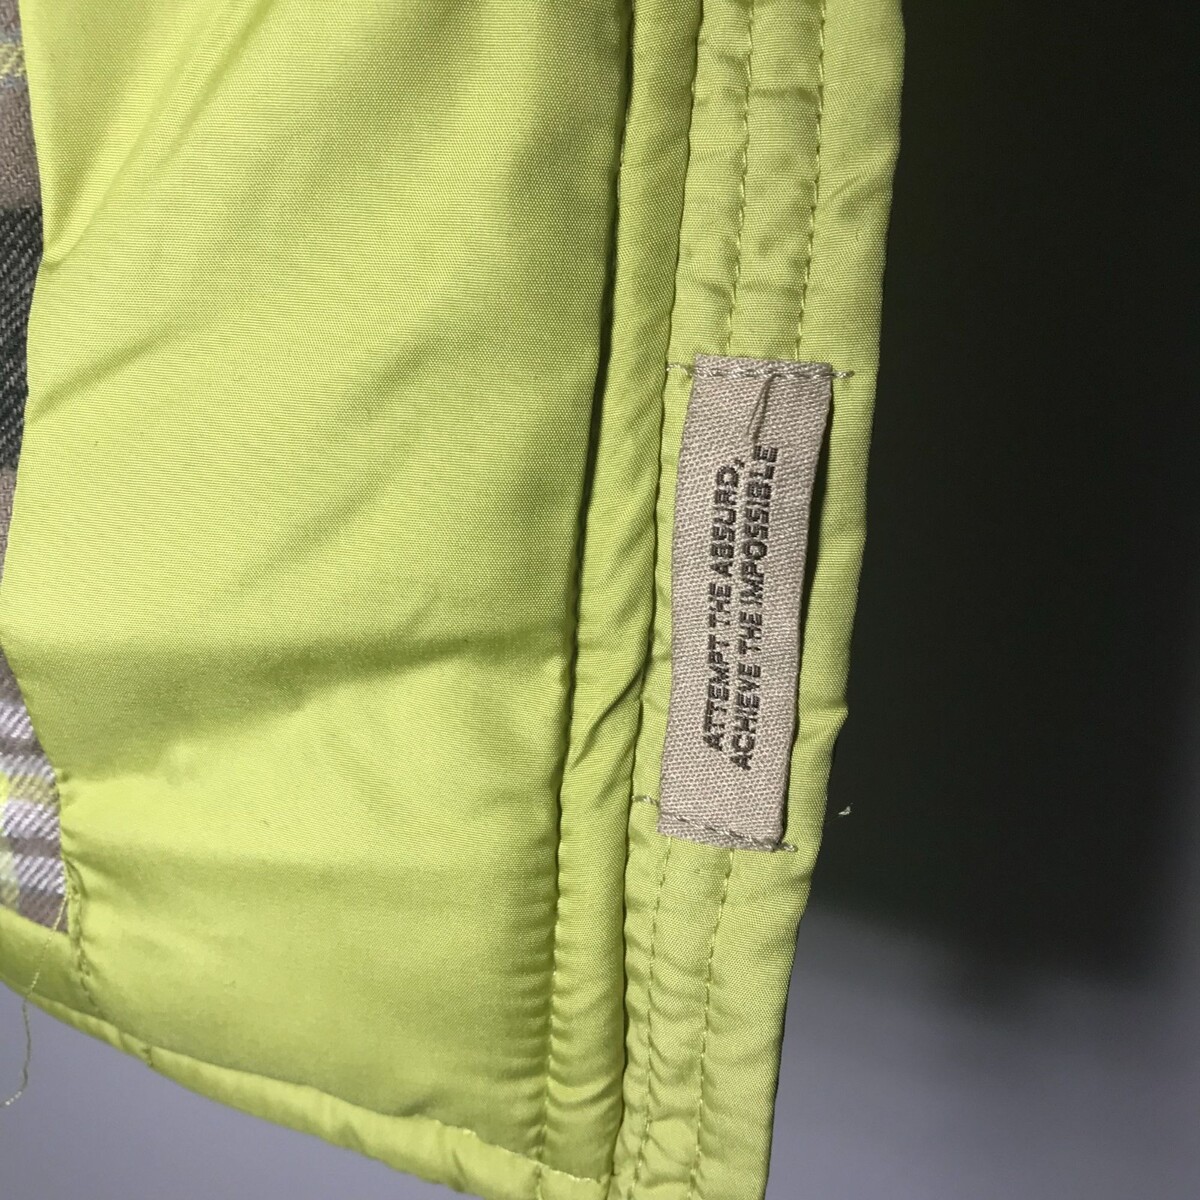 ATTEMPT THE ABSURD,
ACHIEVE THE IMPOSSIBLE